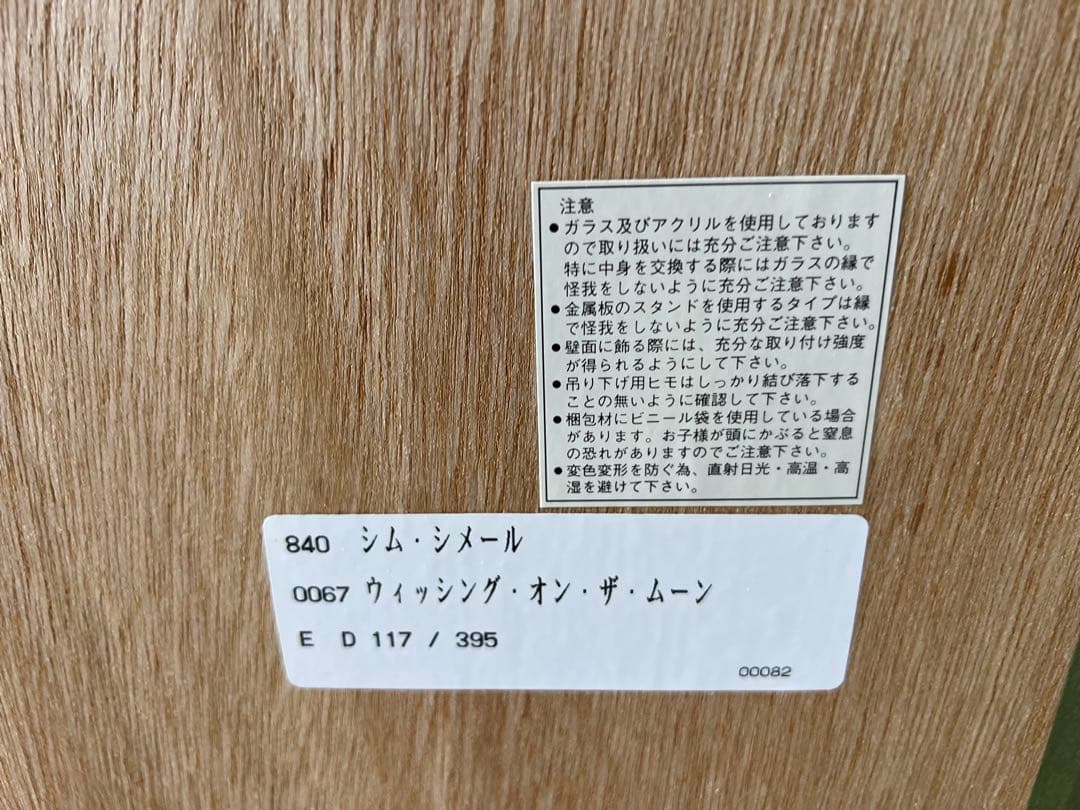 注意
●ガラス及びアクリルを使用しております
ので取り扱いには充分ご注意下さい。
特に中身を交換する際にはガラスの縁で
怪我をしないように充分ご注意下さい。
●金属板のスタンドを使用するタイプは縁
で怪我をしないように充分ご注意下さい。
●壁面に飾る際には、充分な取り付け強度
が得られるようにして下さい。
●吊り下げ用ヒモはしっかり結び落下する
ことの無いように確認して下さい。
●梱包材にビニール袋を使用している場合
があります。お子様が頭にかぶると窒息
の恐れがありますのでご注意下さい。
●変色変形を防ぐ為、直射日光・高温・高
湿を避けて下さい。
840 シム・シメール
0067 ウィッシング・オン・ザ・ムーン
E D 117 / 395
00082